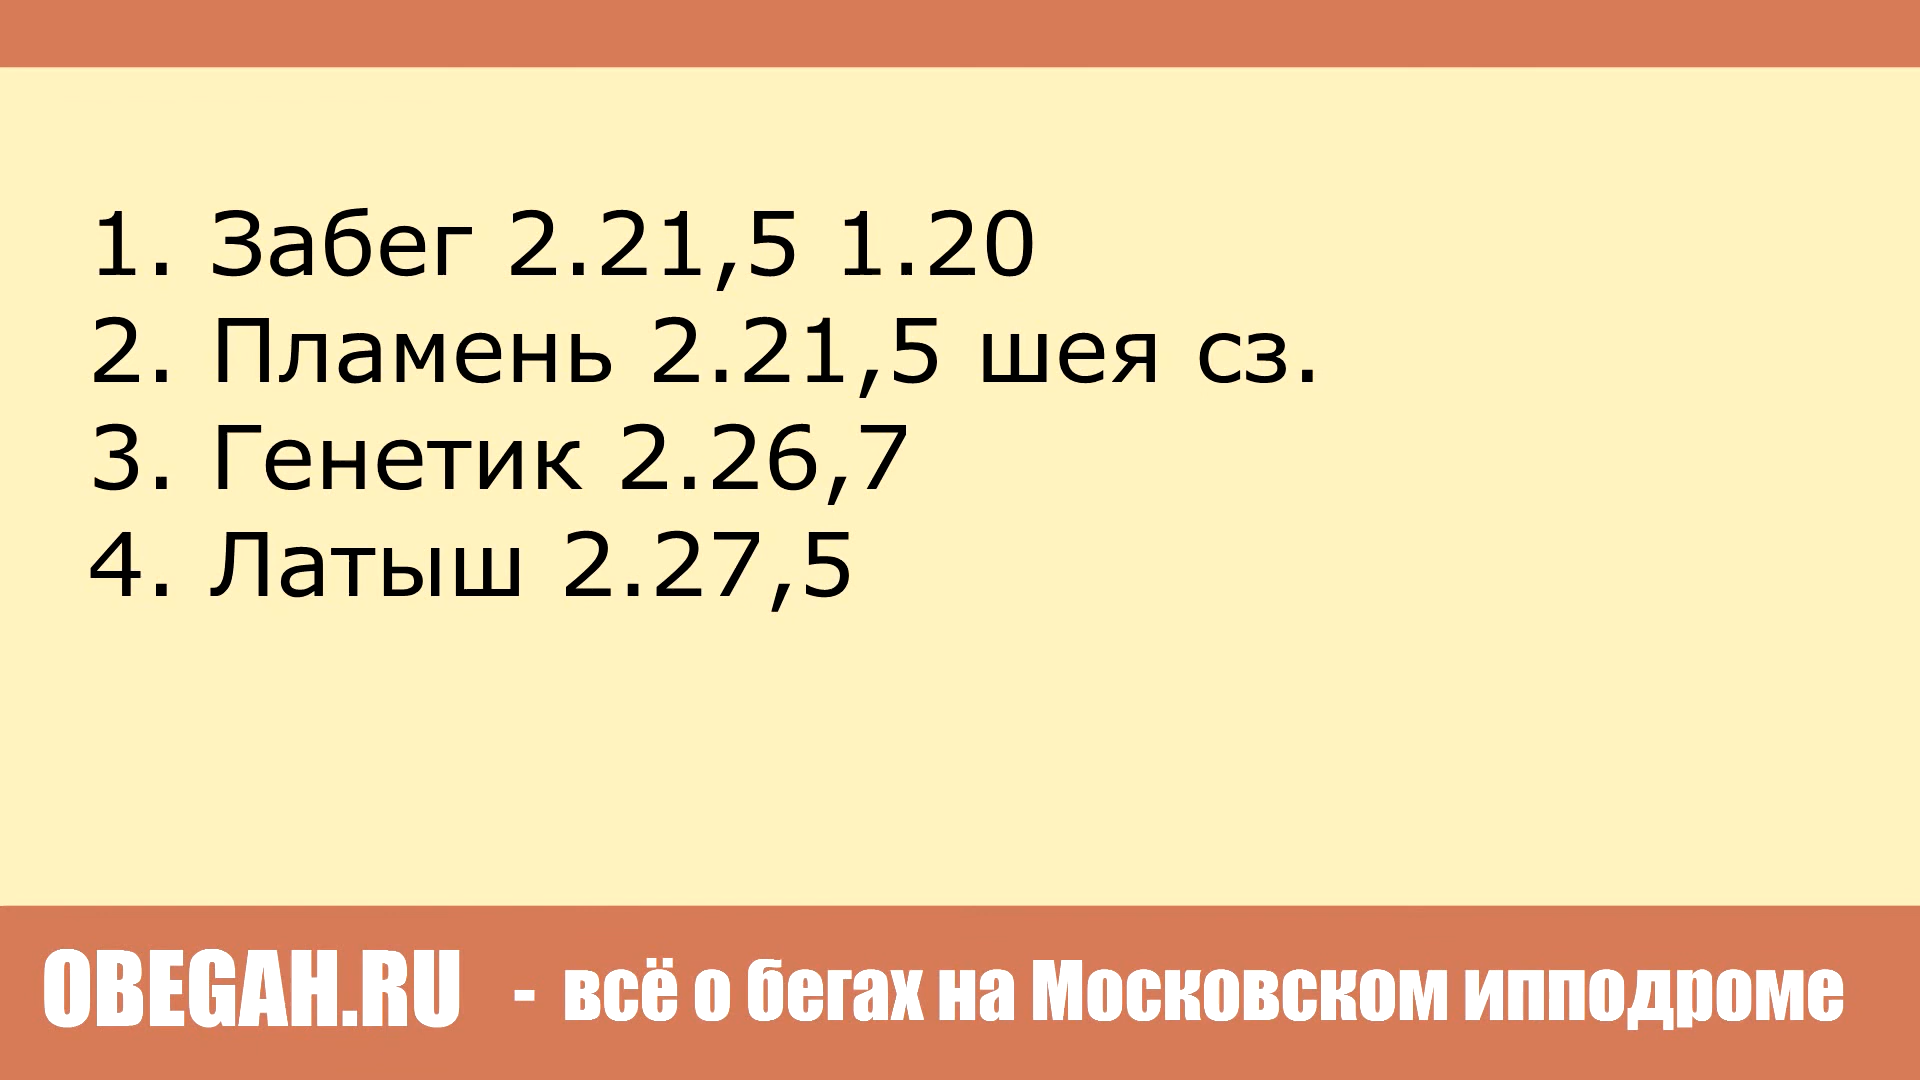 1. Забег 2.21,5 1.20
2. Пламень 2.21,5 шея сз.
3. Генетик 2.26,7
4. Латыш 2.27,5
OBEGAH.RU - всё о бегах на Московском ипподроме